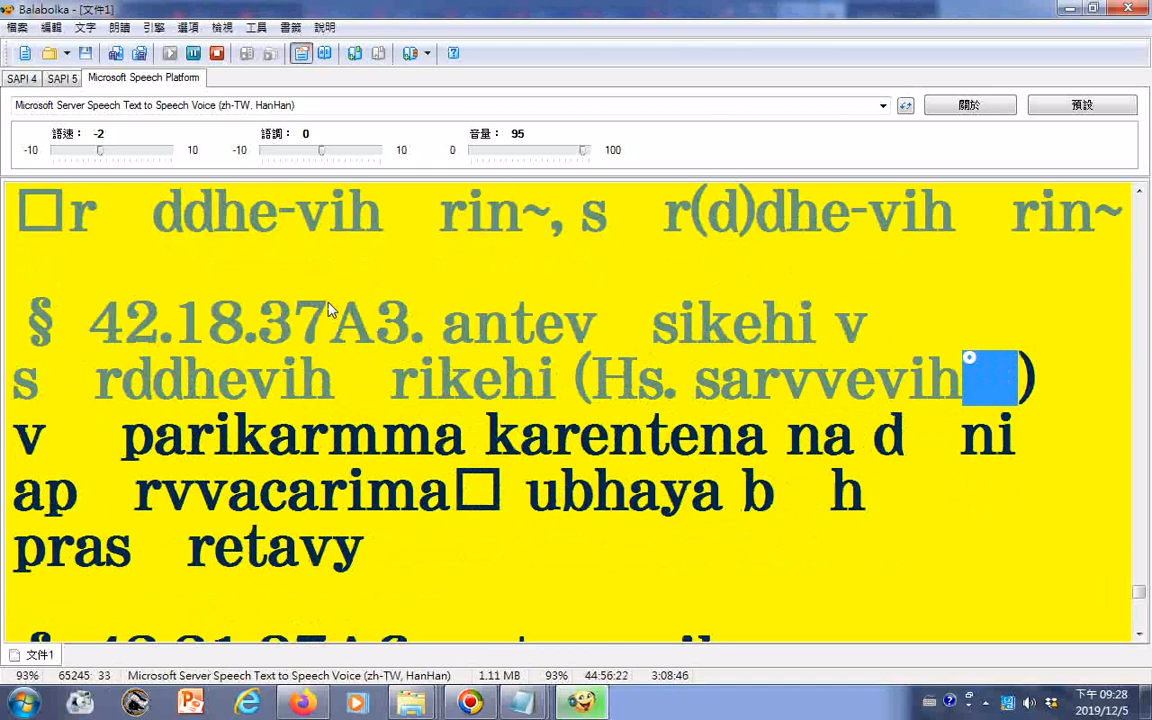 Balabolka - [文件1]
檔案 編輯 文字 朗讀 引擎 選項 檢視 工具 書籤 說明
SAPI 4 SAPI 5 Microsoft Speech Platform
Microsoft Server Speech Text to Speech Voice (zh-TW, HanHan) 關於 預設
語速： -2 語調： 0 音量： 95
-10 10 -10 10 0 100
□r ddhe-vih rin~, s r(d)dhe-vih rin~
§ 42.18.37A3. antev sikehi v
s rddhevih rikehi (Hs. sarvvevih )
v parikarmma karentena na d ni
ap rvvacarima□ ubhaya b h
pras retavy
文件1
93% 65245: 33 Microsoft Server Speech Text to Speech Voice (zh-TW, HanHan) 1.11 MB 93% 44:56:22 3:08:46
下午 09:28
2019/12/5